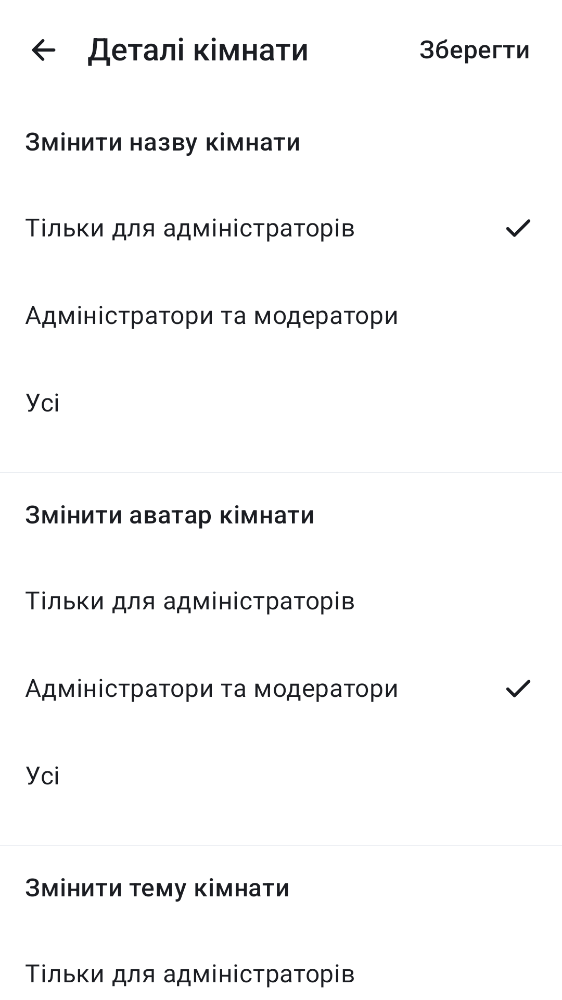 Деталі кімнати
Зберегти
Змінити назву кімнати
Тільки для адміністраторів
Адміністратори та модератори
Усі
Змінити аватар кімнати
Тільки для адміністраторів
Адміністратори та модератори
Усі
Змінити тему кімнати
Тільки для адміністраторів